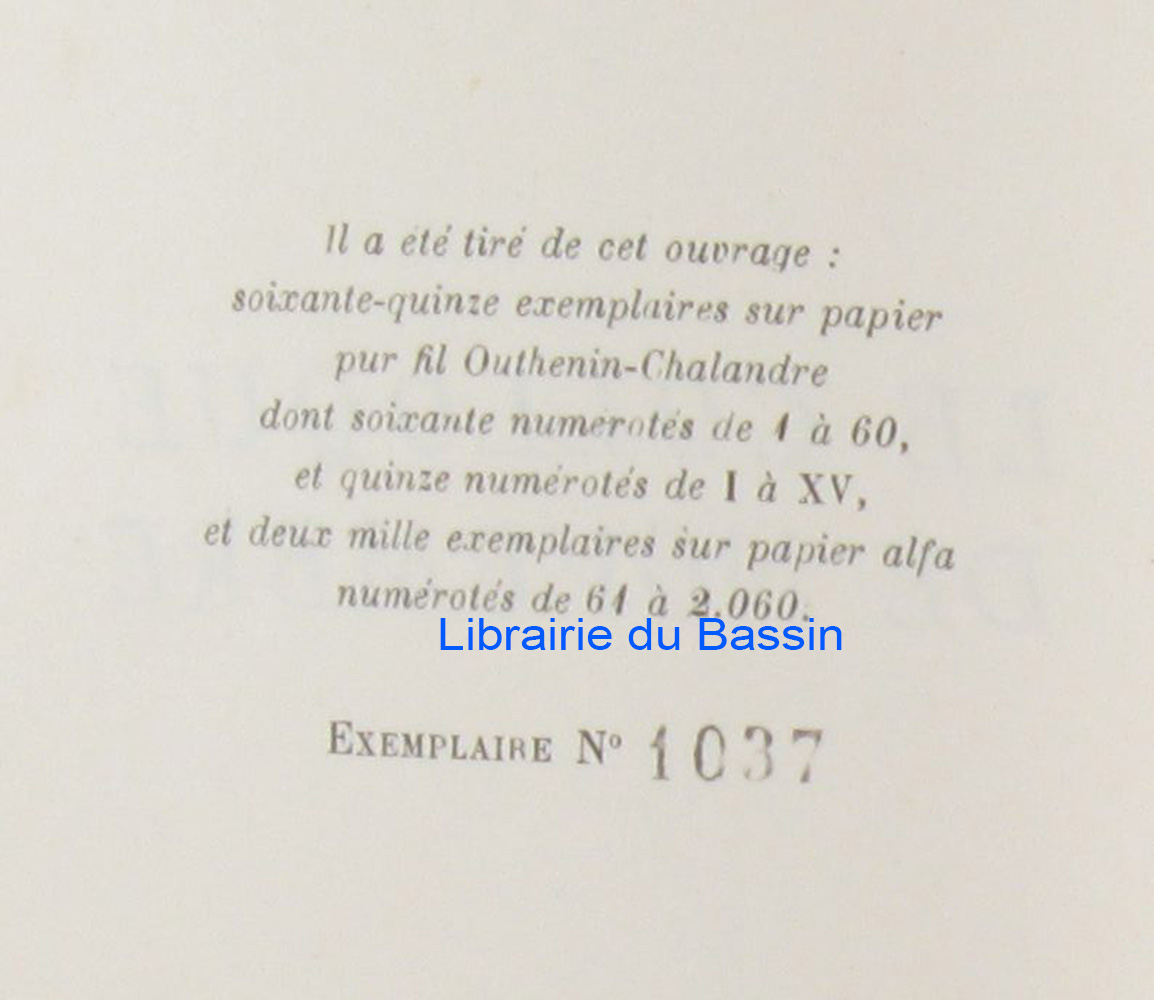 Il a été tiré de cet ouvrage :
soixante-quinze exemplaires sur papier
pur fil Outhenin-Chalandre
dont soixante numérotés de 1 à 60,
et quinze numérotés de I à XV,
et deux mille exemplaires sur papier alfa
numérotés de 61 à 2.060.
Librairie du Bassin
EXEMPLAIRE Nº 1037